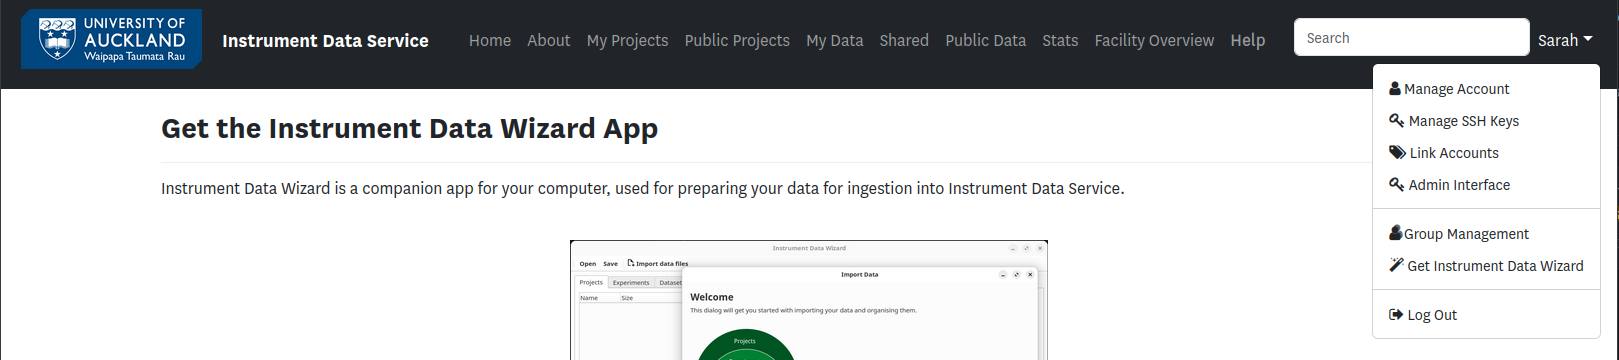 UNIVERSITY OF
AUCKLAND
Waipapa Taumata Rau
Instrument Data Service
Home About My Projects Public Projects My Data Shared Public Data Stats Facility Overview Help
Search
Sarah
Manage Account
Manage SSH Keys
Link Accounts
Admin Interface
Group Management
Get Instrument Data Wizard
Log Out
Get the Instrument Data Wizard App
Instrument Data Wizard is a companion app for your computer, used for preparing your data for ingestion into Instrument Data Service.
Instrument Data Wizard
Open Save Import data files
Projects Experiments Dataset
Name Size
Import Data
Welcome
This dialog will get you started with importing your data and organising them.
Projects